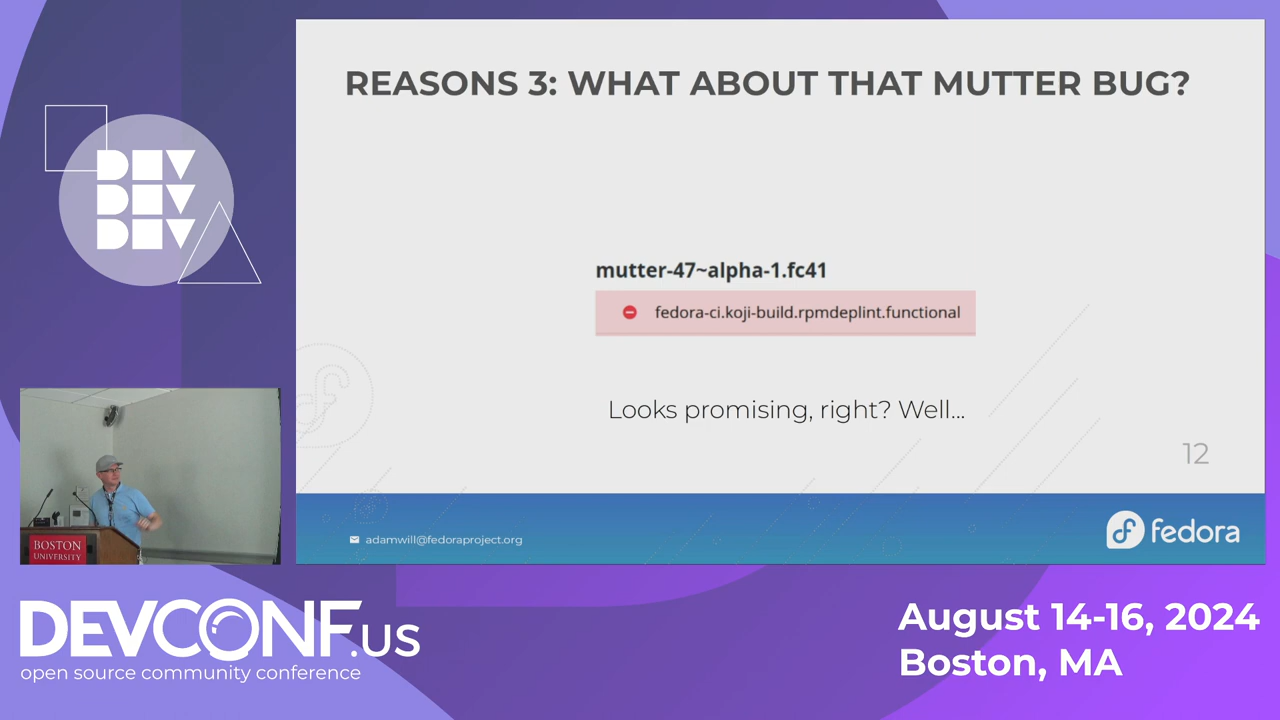 REASONS 3: WHAT ABOUT THAT MUTTER BUG?
mutter-47~alpha-1.fc41
fedora-ci.koji-build.rpmdeplint.functional
Looks promising, right? Well...
12
adamwill@fedoraproject.org
fedora
DEV
DEV
DEV
BOSTON
UNIVERSITY
DEVCONF.US
open source community conference
August 14-16, 2024
Boston, MA